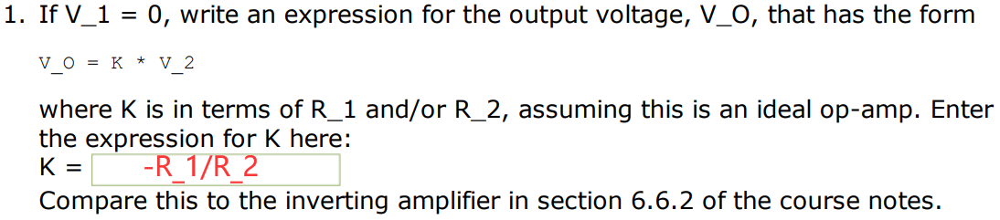 1. If V_1 = 0, write an expression for the output voltage, V_O, that has the form
V_O = K * V_2
where K is in terms of R_1 and/or R_2, assuming this is an ideal op-amp. Enter
the expression for K here:
K = -R_1/R_2
Compare this to the inverting amplifier in section 6.6.2 of the course notes.